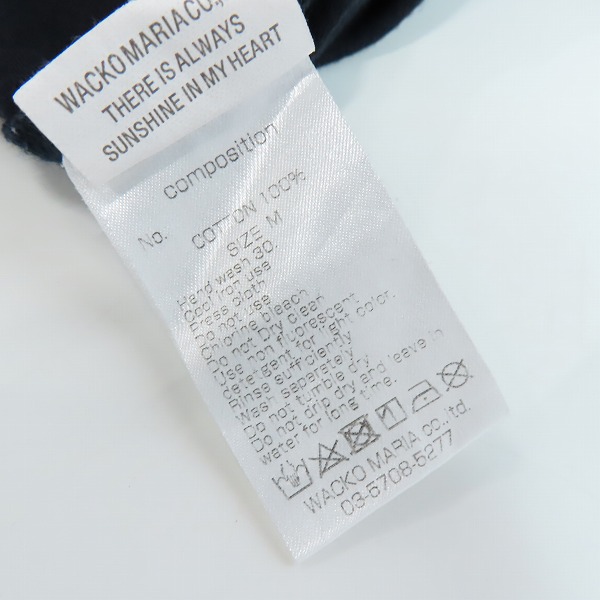 WACKO MARIA CO.,
THERE IS ALWAYS
SUNSHINE IN MY HEART
composition
No.
COTTON 100%
SIZE M
Hand wash 30.
Cool iron use
Press cloth
Do not use
Chlorine bleach
Do not Dry clean
Use non fluorescent
detergent, for light color.
Rinse sufficiently
Wash separately
Do not tumble dry
Do not drip dry and leave in
water for long time.
WACKO MARIA co.,ltd.
03-5708-5277